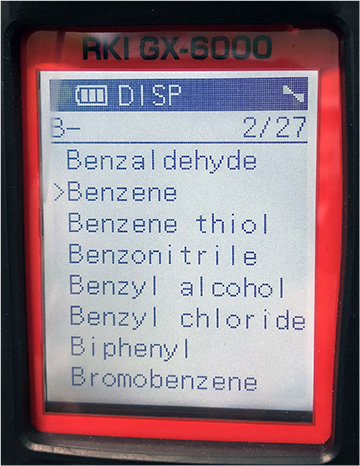 RKI GX-6000
DISP
B- 2/27
Benzaldehyde
>Benzene
Benzene thiol
Benzonitrile
Benzyl alcohol
Benzyl chloride
Biphenyl
Bromobenzene